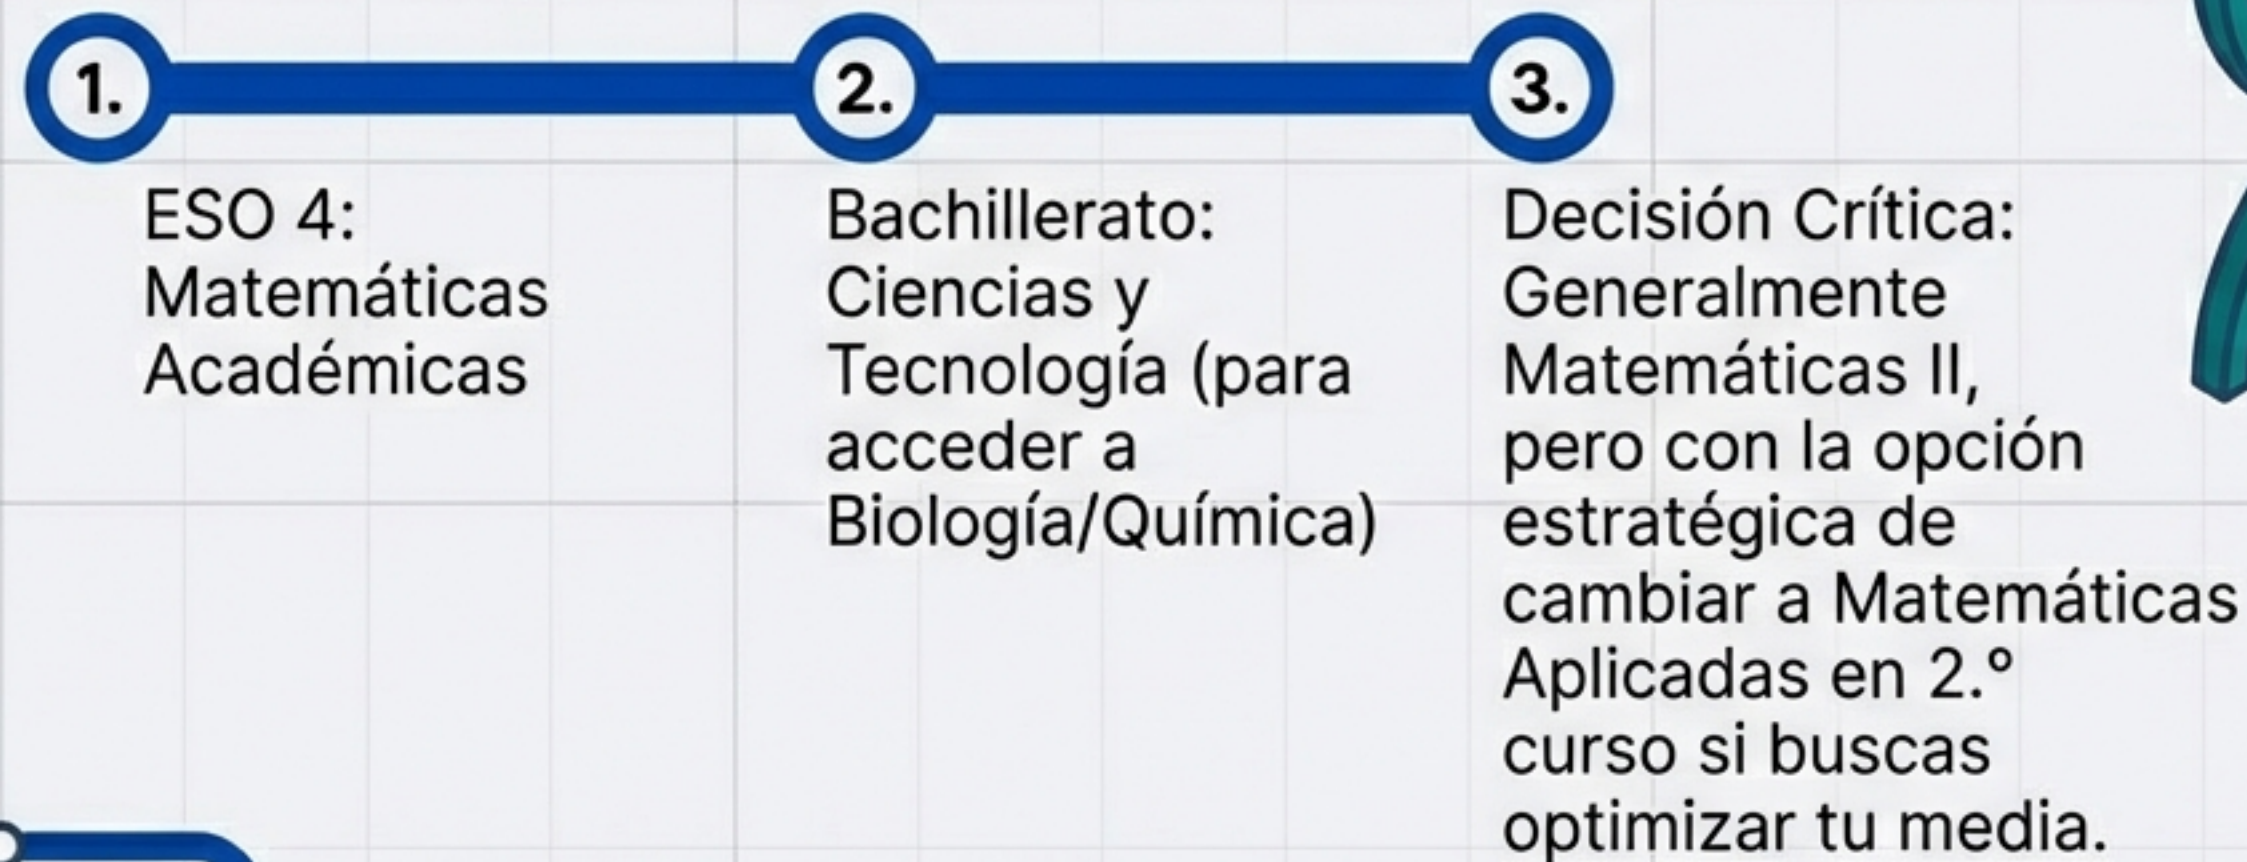 1.
2.
3.
ESO 4:
Matemáticas
Académicas
Bachillerato:
Ciencias y
Tecnología (para
acceder a
Biología/Química)
Decisión Crítica:
Generalmente
Matemáticas II,
pero con la opción
estratégica de
cambiar a Matemáticas
Aplicadas en 2.º
curso si buscas
optimizar tu media.